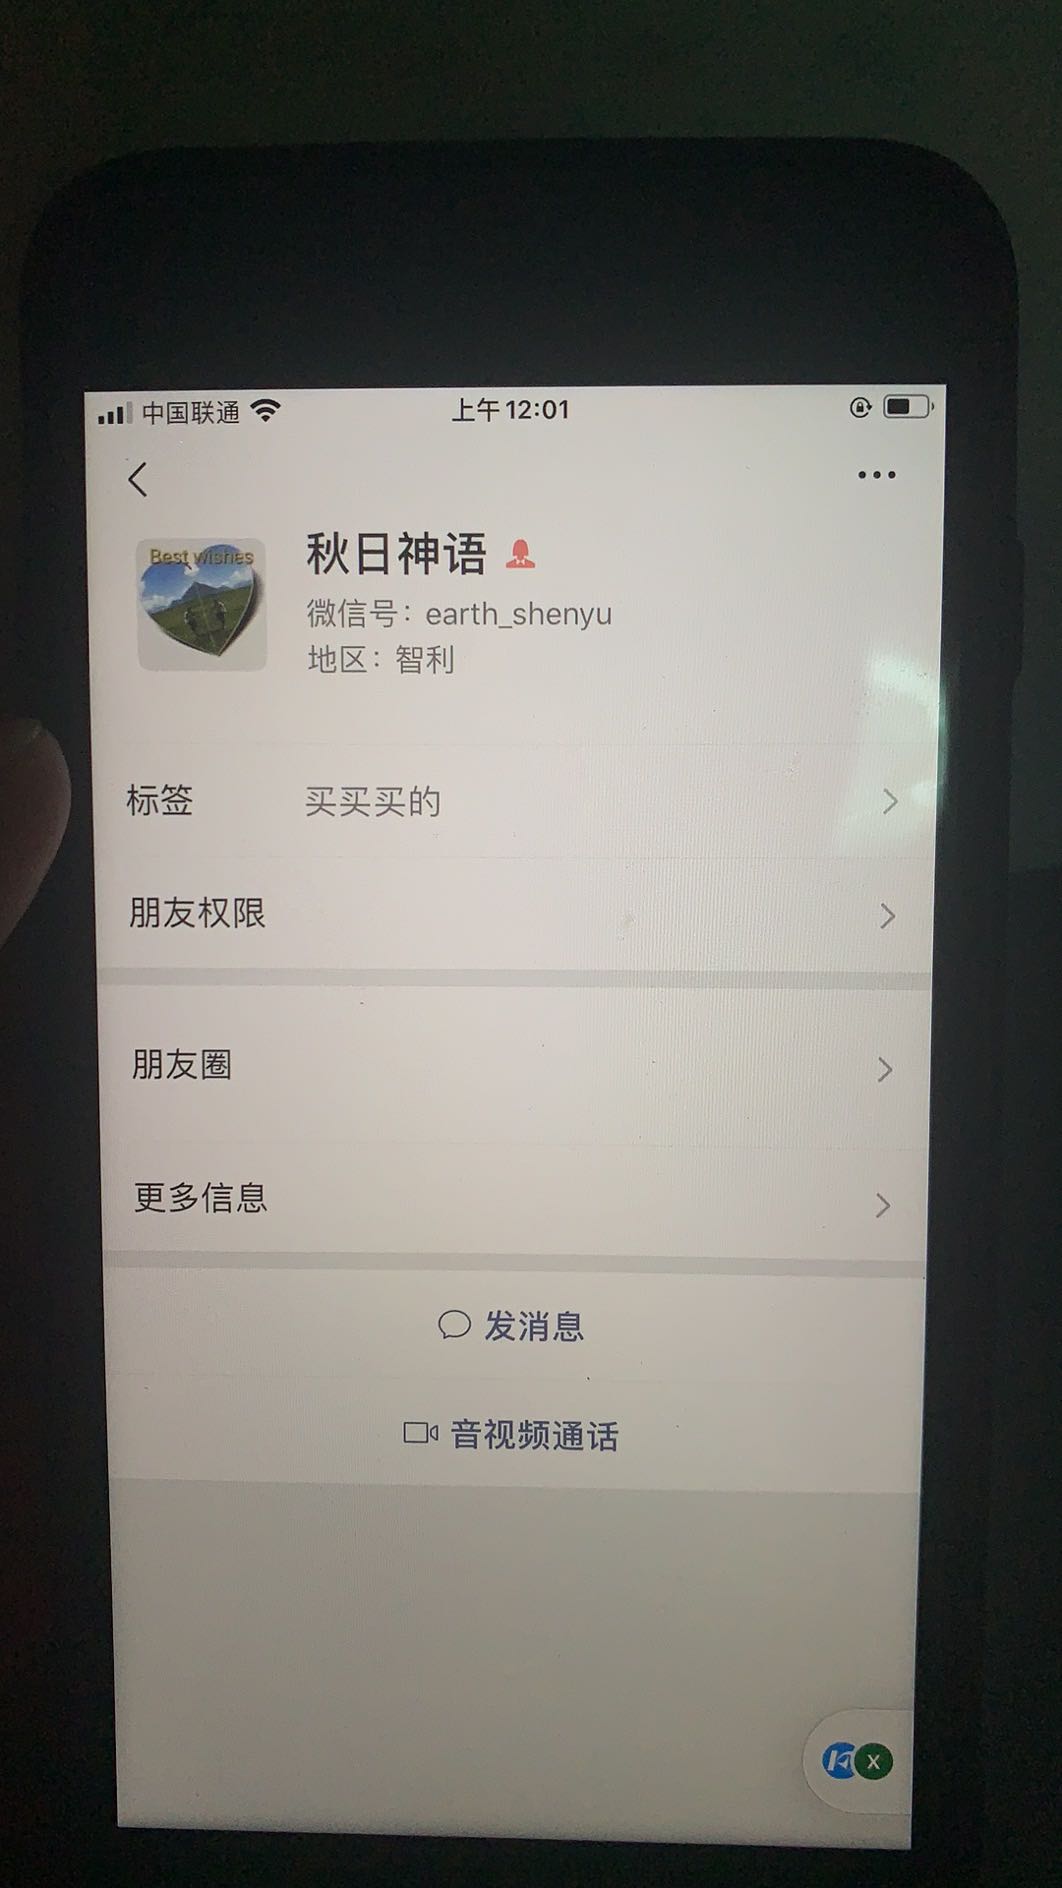 中国联通 上午12:01
Best wishes
秋日神语
微信号：earth_shenyu
地区：智利
标签 买买买的
朋友权限
朋友圈
更多信息
发消息
音视频通话
X